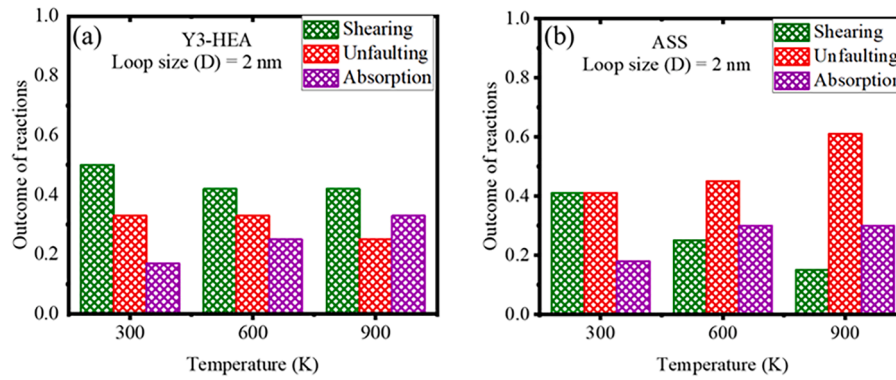 (a)
Y3-HEA
Loop size (D) = 2 nm
Shearing
Unfaulting
Absorption
Outcome of reactions
1.0
0.8
0.6
0.4
0.2
0.0
300
600
900
Temperature (K)
(b)
ASS
Loop size (D) = 2 nm
Shearing
Unfaulting
Absorption
Outcome of reactions
1.0
0.8
0.6
0.4
0.2
0.0
300
600
900
Temperature (K)